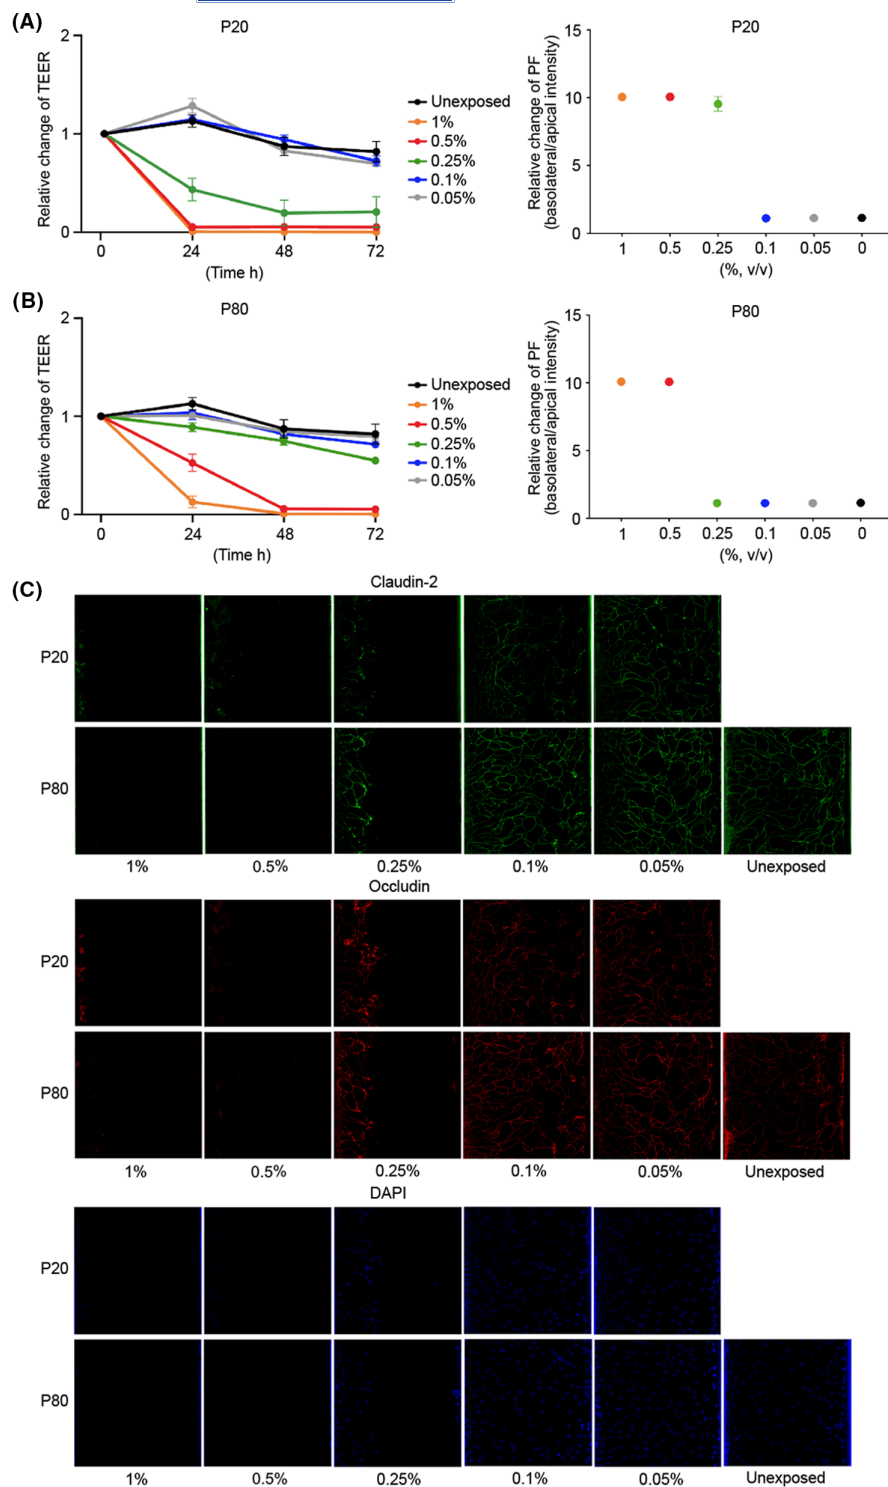 (A)
P20
Relative change of TEER
2
1
0
0
24
48
72
(Time h)
Unexposed
1%
0.5%
0.25%
0.1%
0.05%
P20
Relative change of PF
(basolateral/apical intensity)
15
10
5
0
1
0.5
0.25
0.1
0.05
0
(%, v/v)
(B)
P80
Relative change of TEER
2
1
0
0
24
48
72
(Time h)
Unexposed
1%
0.5%
0.25%
0.1%
0.05%
P80
Relative change of PF
(basolateral/apical intensity)
15
10
5
0
1
0.5
0.25
0.1
0.05
0
(%, v/v)
(C)
Claudin-2
P20
P80
1%
0.5%
0.25%
0.1%
0.05%
Unexposed
Occludin
P20
P80
1%
0.5%
0.25%
0.1%
0.05%
Unexposed
DAPI
P20
P80
1%
0.5%
0.25%
0.1%
0.05%
Unexposed